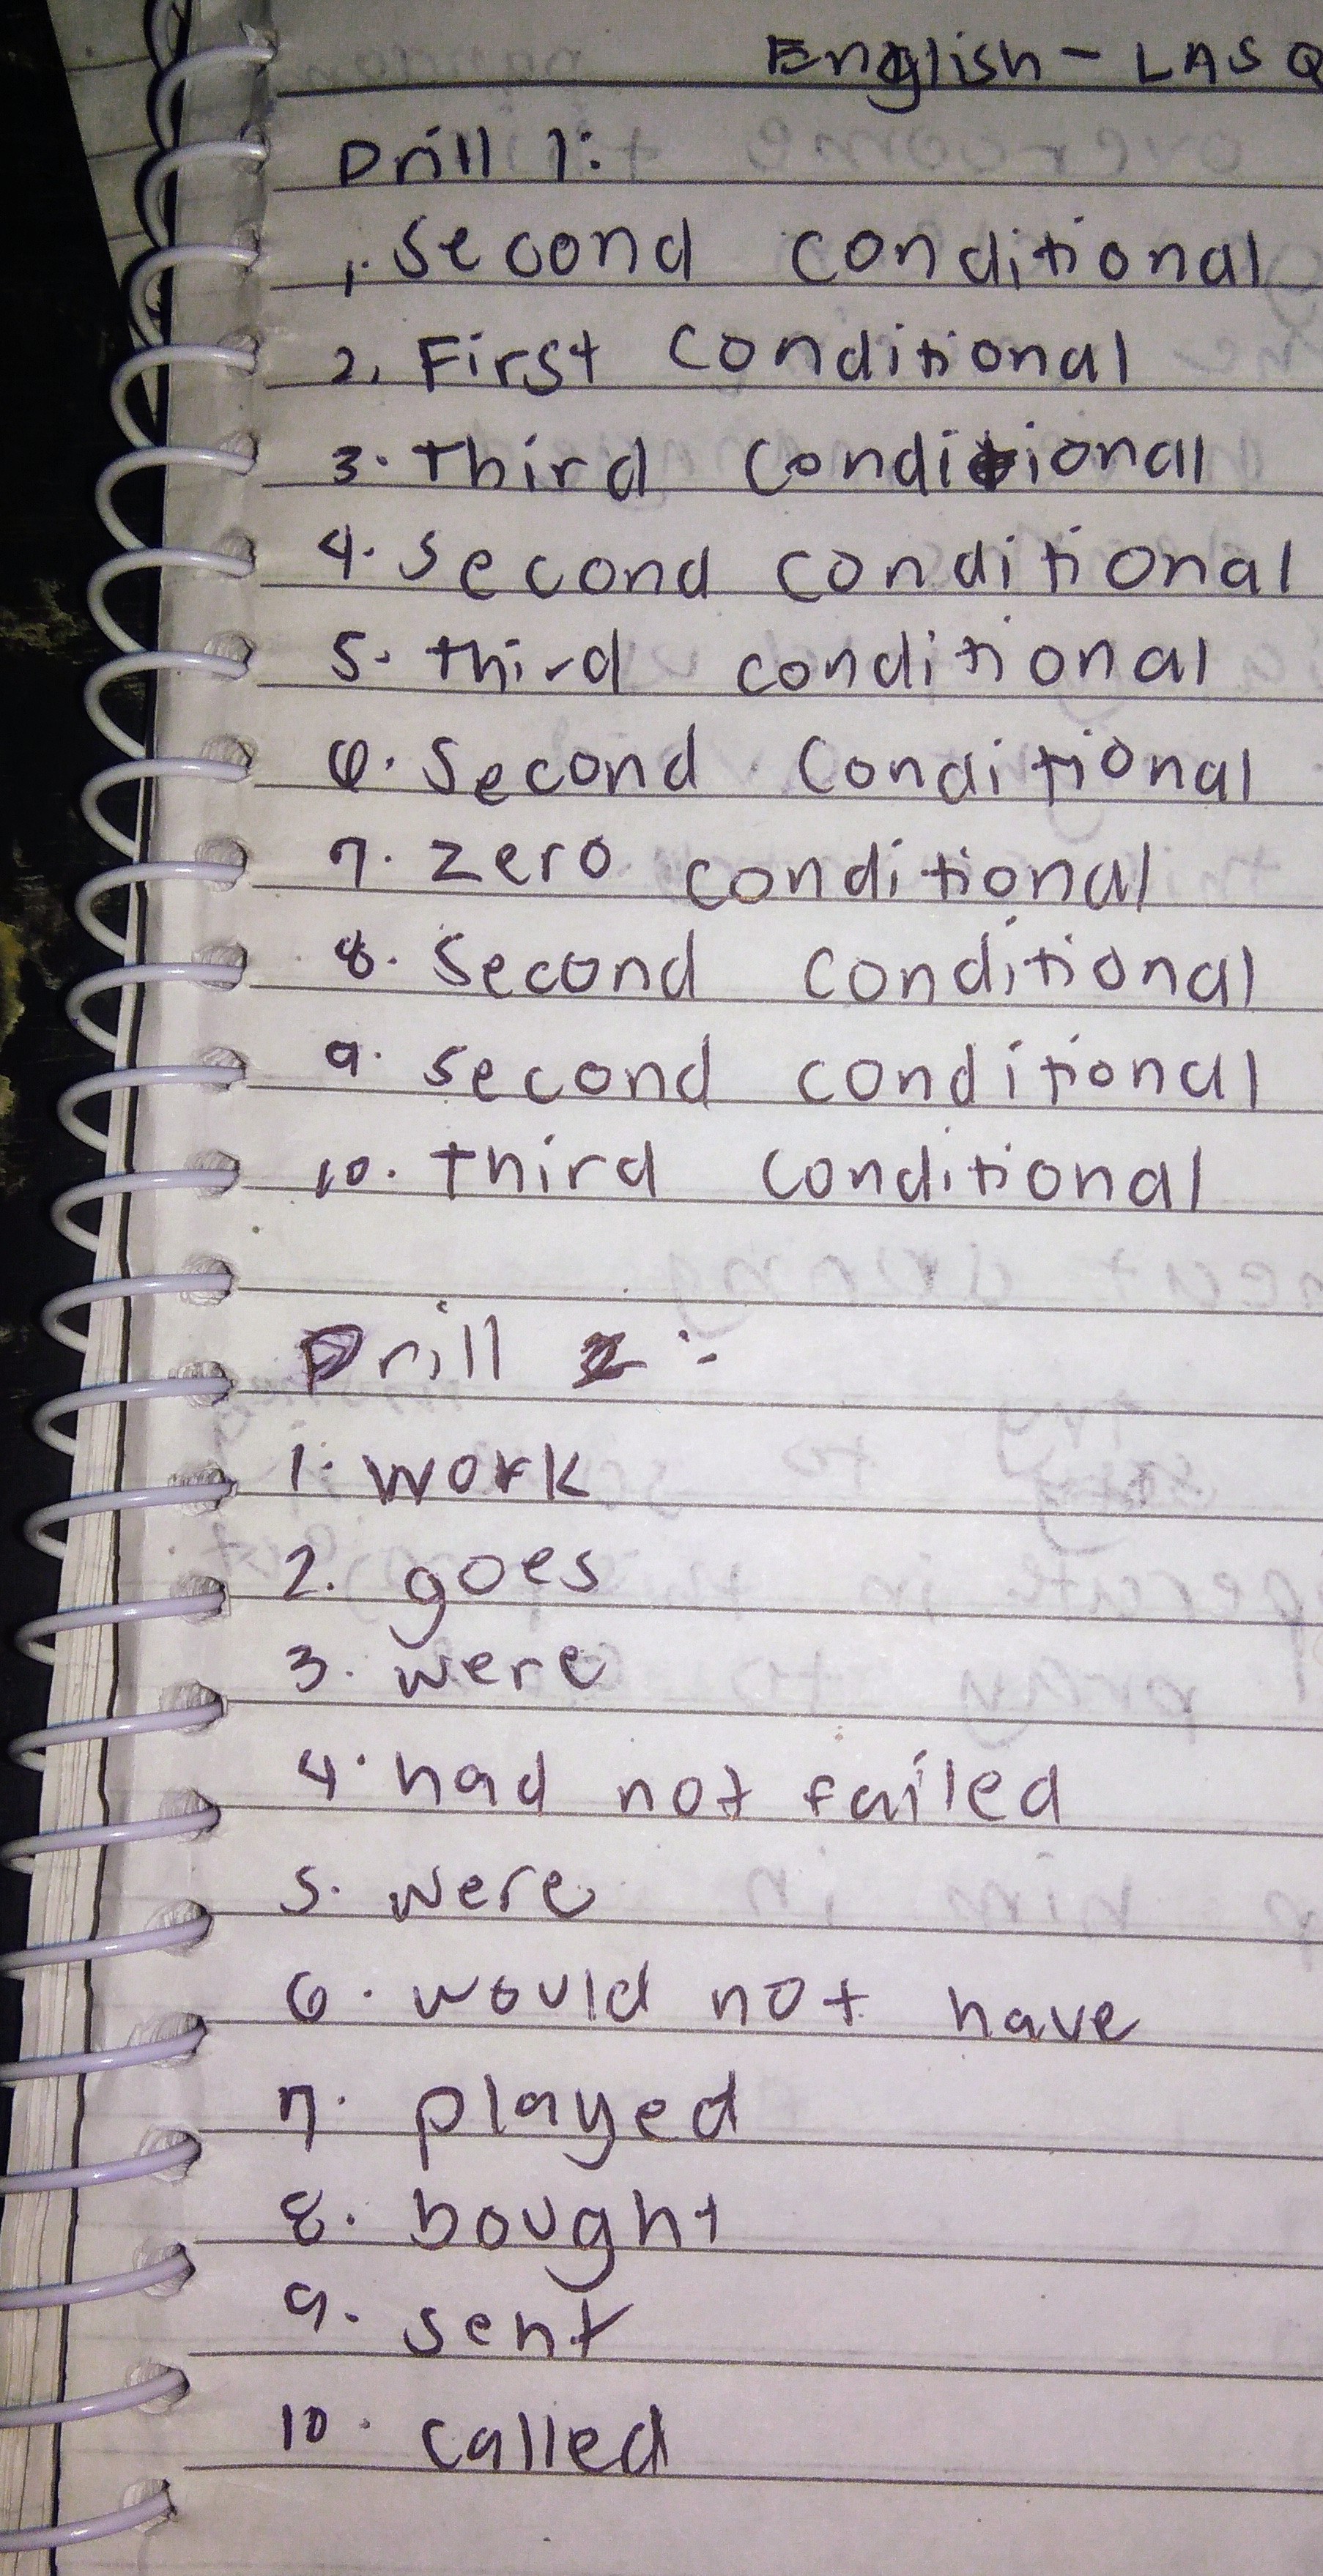 English - LAS Q
Drill 1:
1. Second conditional
2. First conditional
3. Third conditional
4. Second conditional
5. third conditional
6. Second conditional
7. zero conditional
8. Second conditional
9. second conditional
10. third conditional
Drill 2:
1. work
2. goes
3. were
4. had not failed
5. were
6. would not have
7. played
8. bought
9. sent
10. called